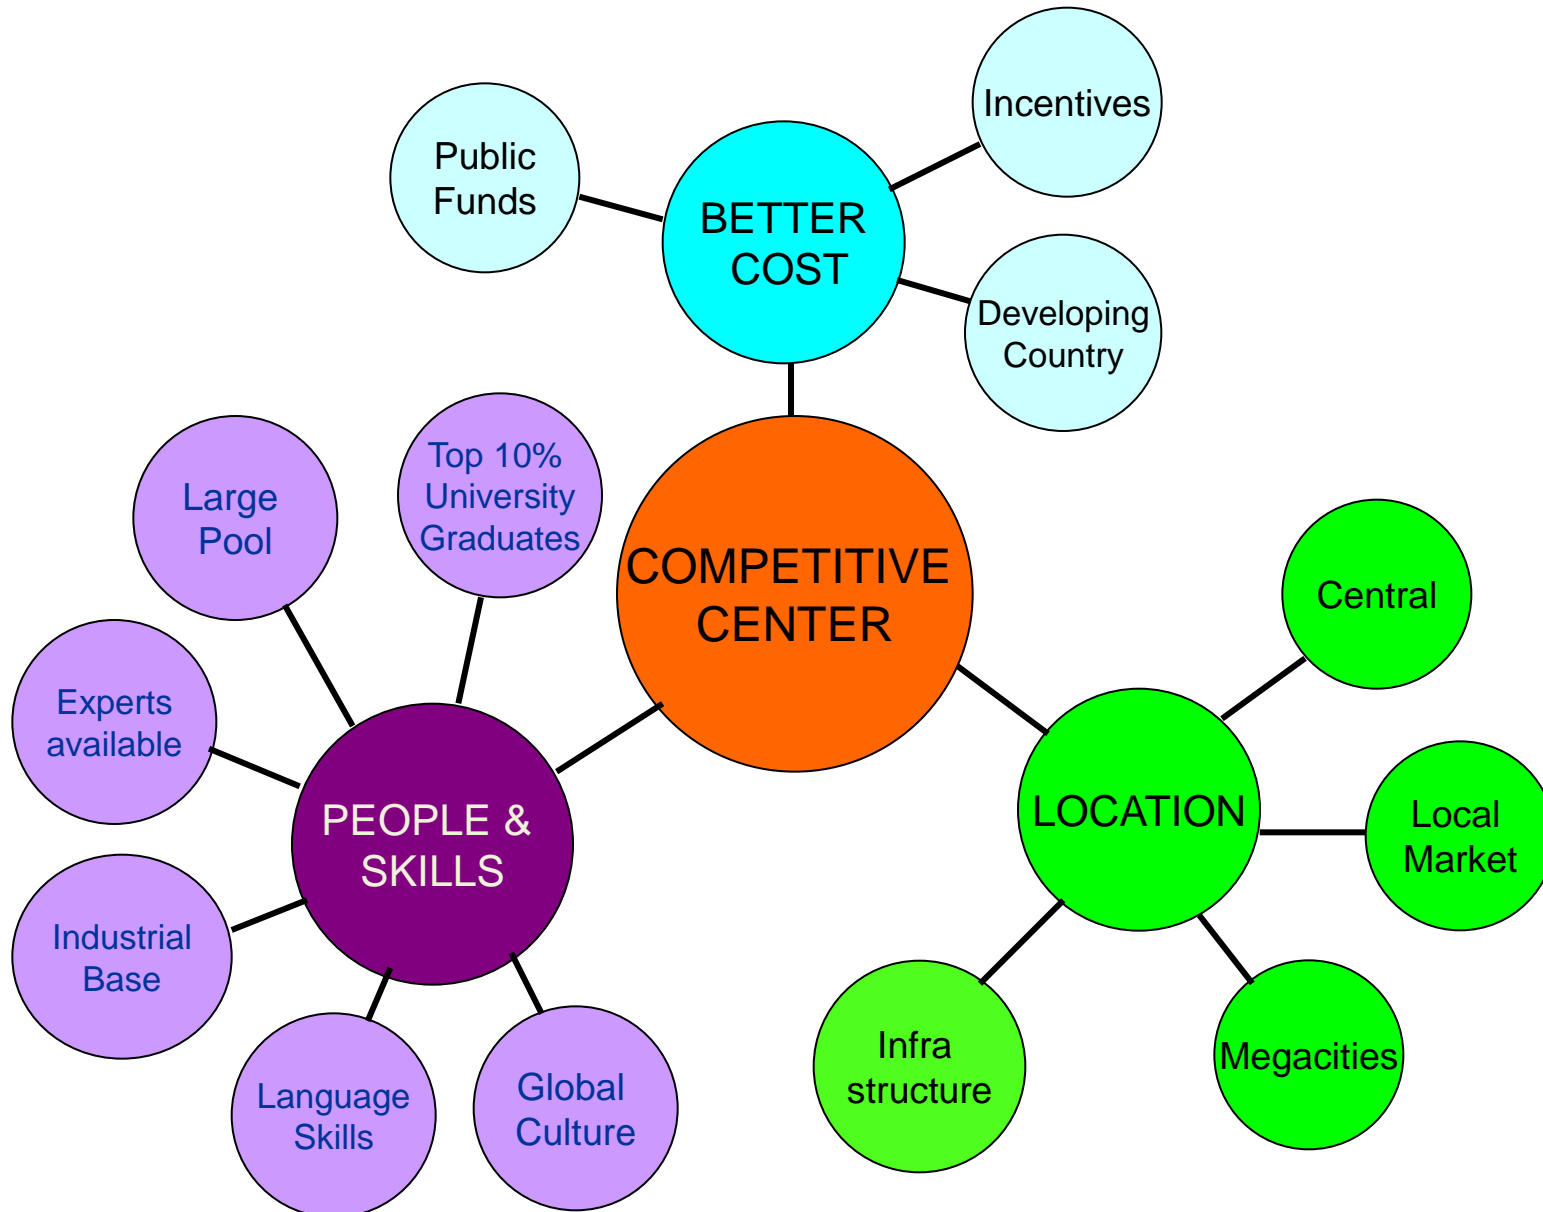 Incentives
Public
Funds
BETTER
COST
Developing
Country
Top 10%
University
Graduates
Large
Pool
COMPETITIVE
CENTER
Central
Experts
available
PEOPLE &
SKILLS
LOCATION
Local
Market
Industrial
Base
Infra
structure
Megacities
Language
Skills
Global
Culture